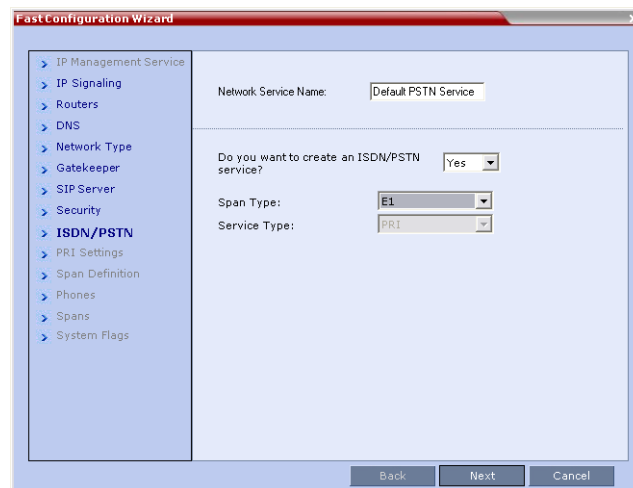 Fast Configuration Wizard
IP Management Service
IP Signaling
Routers
DNS
Network Type
Gatekeeper
SIP Server
Security
ISDN/PSTN
PRI Settings
Span Definition
Phones
Spans
System Flags
Network Service Name: Default PSTN Service
Do you want to create an ISDN/PSTN
service? Yes
Span Type: E1
Service Type: PRI
Back Next Cancel